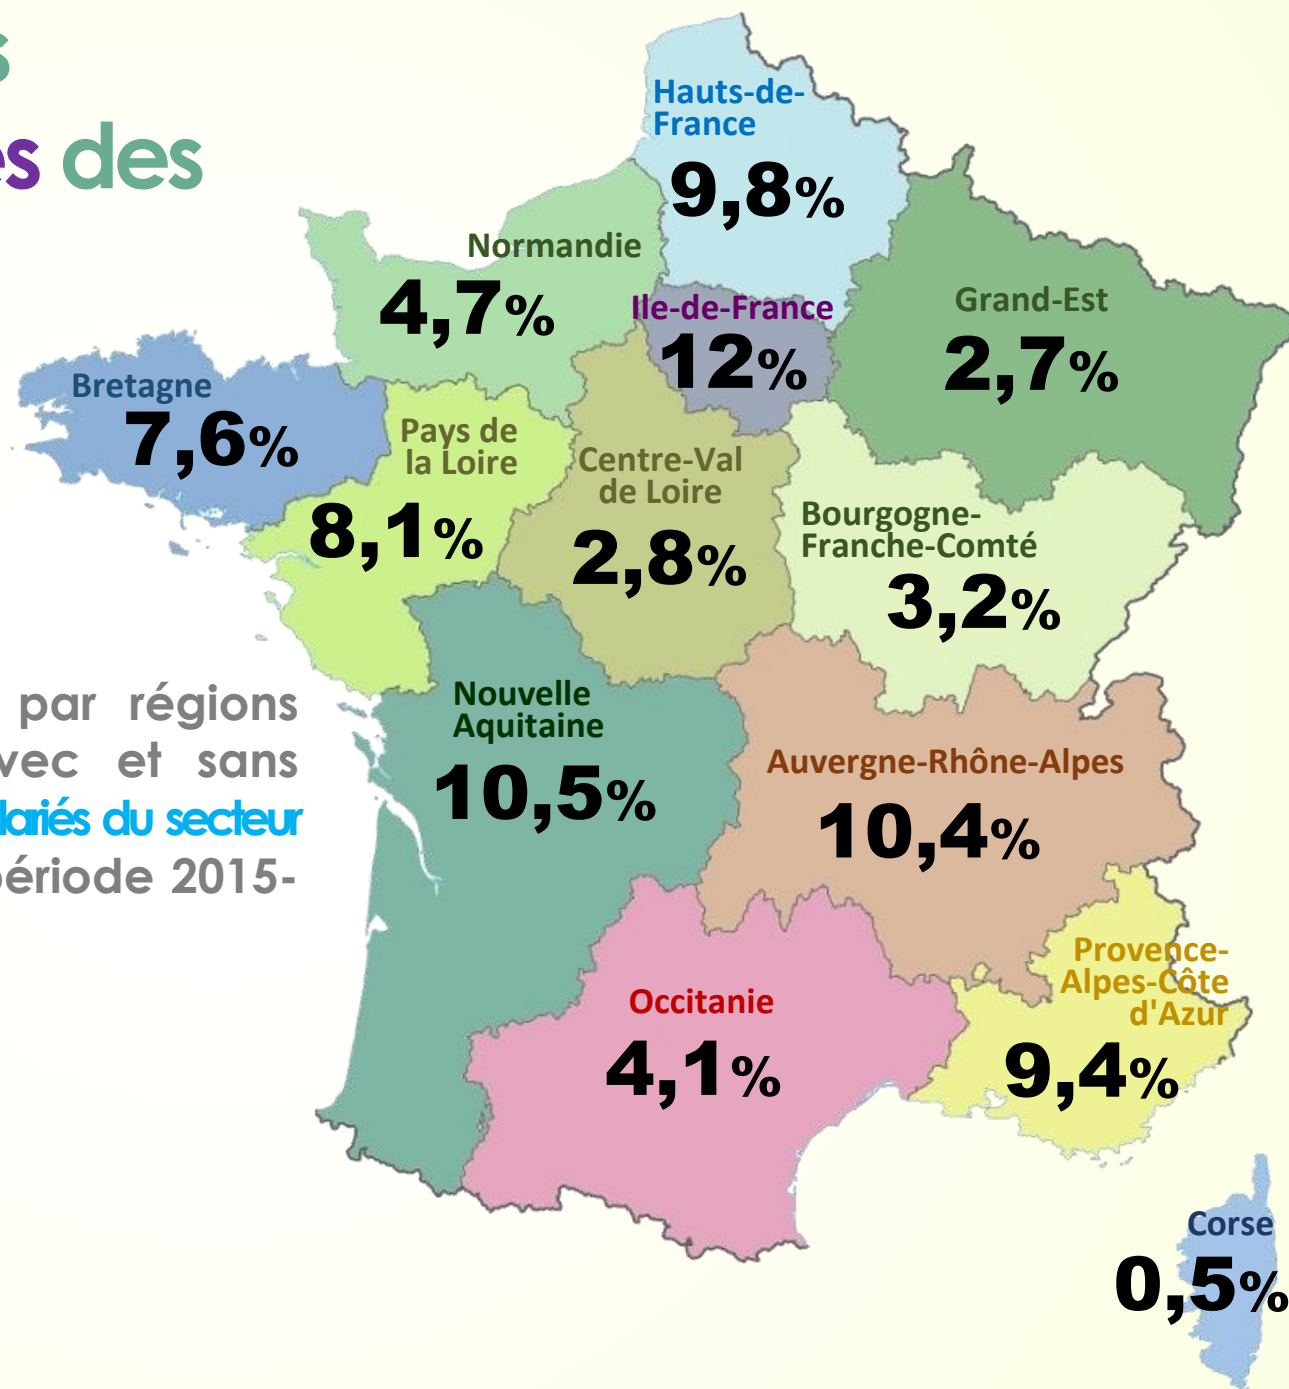 s
es des
Hauts-de-
France
9,8%
Normandie
4,7%
Ile-de-France
12%
Grand-Est
2,7%
Bretagne
7,6%
Pays de
la Loire
8,1%
Centre-Val
de Loire
2,8%
Bourgogne-
Franche-Comté
3,2%
par régions
vec et sans
lariés du secteur
période 2015-
Nouvelle
Aquitaine
10,5%
Auvergne-Rhône-Alpes
10,4%
Provence-
Alpes-Côte
d'Azur
9,4%
Occitanie
4,1%
Corse
0,5%